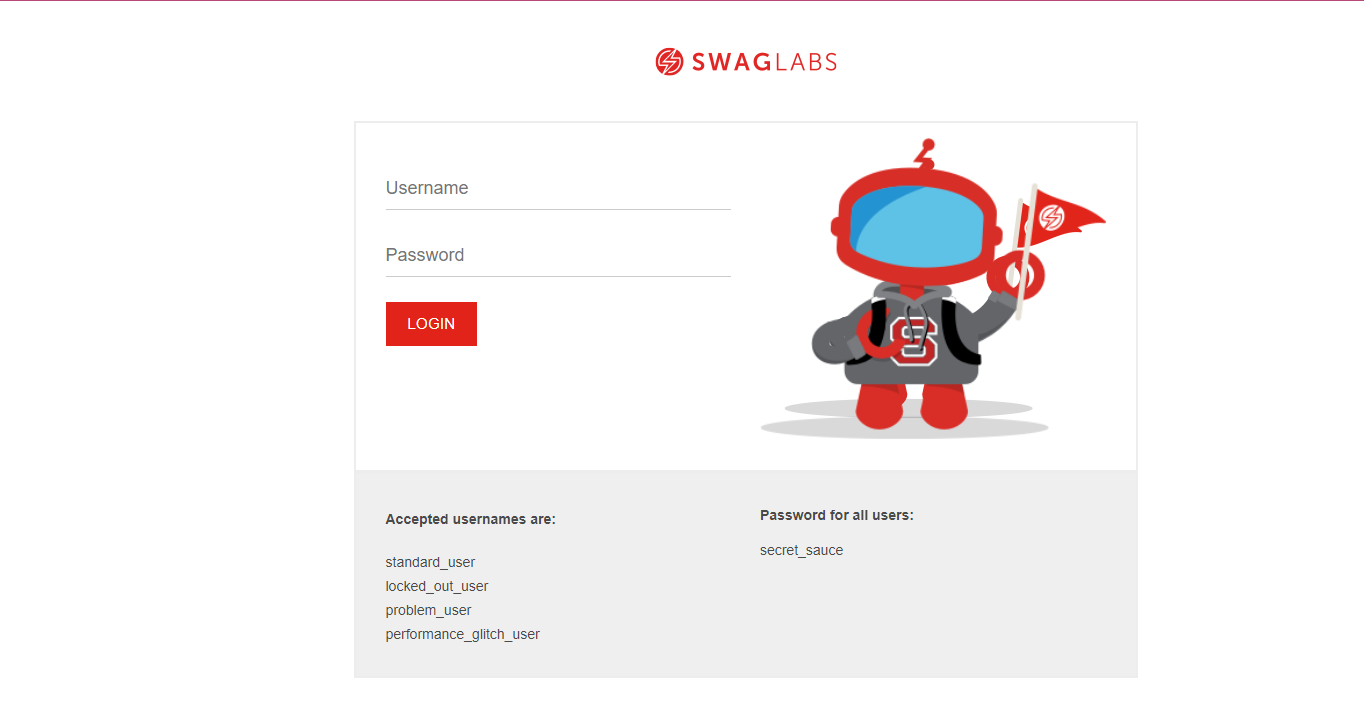 SWAGLABS
Username
Password
LOGIN
S
Accepted usernames are:
standard_user
locked_out_user
problem_user
performance_glitch_user
Password for all users:
secret_sauce